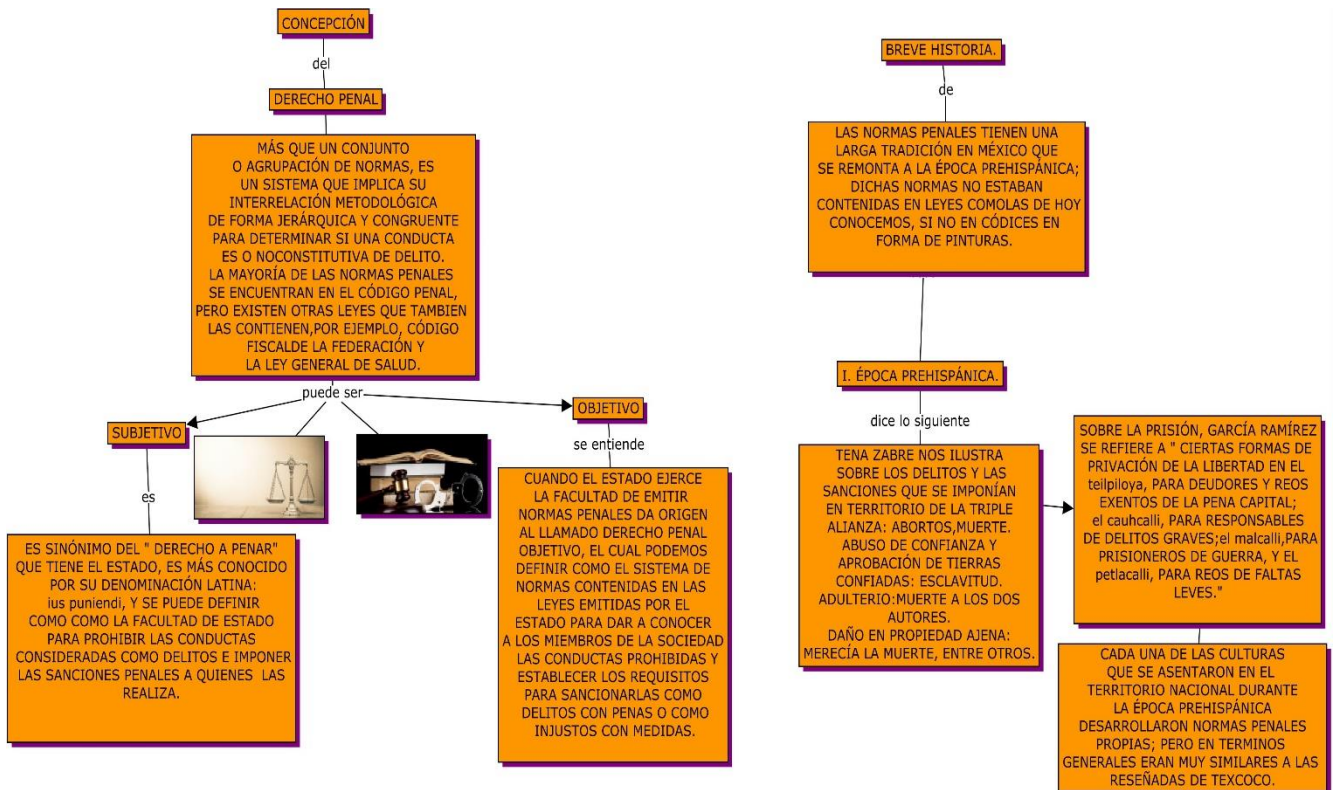 CONCEPCIÓN
del
DERECHO PENAL
MÁS QUE UN CONJUNTO
O AGRUPACIÓN DE NORMAS, ES
UN SISTEMA QUE IMPLICA SU
INTERRELACIÓN METODOLÓGICA
DE FORMA JERÁRQUICA Y CONGRUENTE
PARA DETERMINAR SI UNA CONDUCTA
ES O NOCONSTITUTIVA DE DELITO.
LA MAYORÍA DE LAS NORMAS PENALES
SE ENCUENTRAN EN EL CÓDIGO PENAL,
PERO EXISTEN OTRAS LEYES QUE TAMBIEN
LAS CONTIENEN,POR EJEMPLO, CÓDIGO
FISCALDE LA FEDERACIÓN Y
LA LEY GENERAL DE SALUD.
puede ser
SUBJETIVO
es
ES SINÓNIMO DEL " DERECHO A PENAR"
QUE TIENE EL ESTADO, ES MÁS CONOCIDO
POR SU DENOMINACIÓN LATINA:
ius puniendi, Y SE PUEDE DEFINIR
COMO COMO LA FACULTAD DE ESTADO
PARA PROHIBIR LAS CONDUCTAS
CONSIDERADAS COMO DELITOS E IMPONER
LAS SANCIONES PENALES A QUIENES LAS
REALIZA.
OBJETIVO
se entiende
CUANDO EL ESTADO EJERCE
LA FACULTAD DE EMITIR
NORMAS PENALES DA ORIGEN
AL LLAMADO DERECHO PENAL
OBJETIVO, EL CUAL PODEMOS
DEFINIR COMO EL SISTEMA DE
NORMAS CONTENIDAS EN LAS
LEYES EMITIDAS POR EL
ESTADO PARA DAR A CONOCER
A LOS MIEMBROS DE LA SOCIEDAD
LAS CONDUCTAS PROHIBIDAS Y
ESTABLECER LOS REQUISITOS
PARA SANCIONARLAS COMO
DELITOS CON PENAS O COMO
INJUSTOS CON MEDIDAS.
BREVE HISTORIA.
de
LAS NORMAS PENALES TIENEN UNA
LARGA TRADICIÓN EN MÉXICO QUE
SE REMONTA A LA ÉPOCA PREHISPÁNICA;
DICHAS NORMAS NO ESTABAN
CONTENIDAS EN LEYES COMOLAS DE HOY
CONOCEMOS, SI NO EN CÓDICES EN
FORMA DE PINTURAS.
I. ÉPOCA PREHISPÁNICA.
dice lo siguiente
TENA ZABRE NOS ILUSTRA
SOBRE LOS DELITOS Y LAS
SANCIONES QUE SE IMPONÍAN
EN TERRITORIO DE LA TRIPLE
ALIANZA: ABORTOS,MUERTE.
ABUSO DE CONFIANZA Y
APROBACIÓN DE TIERRAS
CONFIADAS: ESCLAVITUD.
ADULTERIO:MUERTE A LOS DOS
AUTORES.
DAÑO EN PROPIEDAD AJENA:
MERECÍA LA MUERTE, ENTRE OTROS.
SOBRE LA PRISIÓN, GARCÍA RAMÍREZ
SE REFIERE A " CIERTAS FORMAS DE
PRIVACIÓN DE LA LIBERTAD EN EL
teilpiloya, PARA DEUDORES Y REOS
EXENTOS DE LA PENA CAPITAL;
el cauhcalli, PARA RESPONSABLES
DE DELITOS GRAVES;el malcalli,PARA
PRISIONEROS DE GUERRA, Y EL
petlacalli, PARA REOS DE FALTAS
LEVES."
CADA UNA DE LAS CULTURAS
QUE SE ASENTARON EN EL
TERRITORIO NACIONAL DURANTE
LA ÉPOCA PREHISPÁNICA
DESARROLLARON NORMAS PENALES
PROPIAS; PERO EN TERMINOS
GENERALES ERAN MUY SIMILARES A LAS
RESEÑADAS DE TEXCOCO.